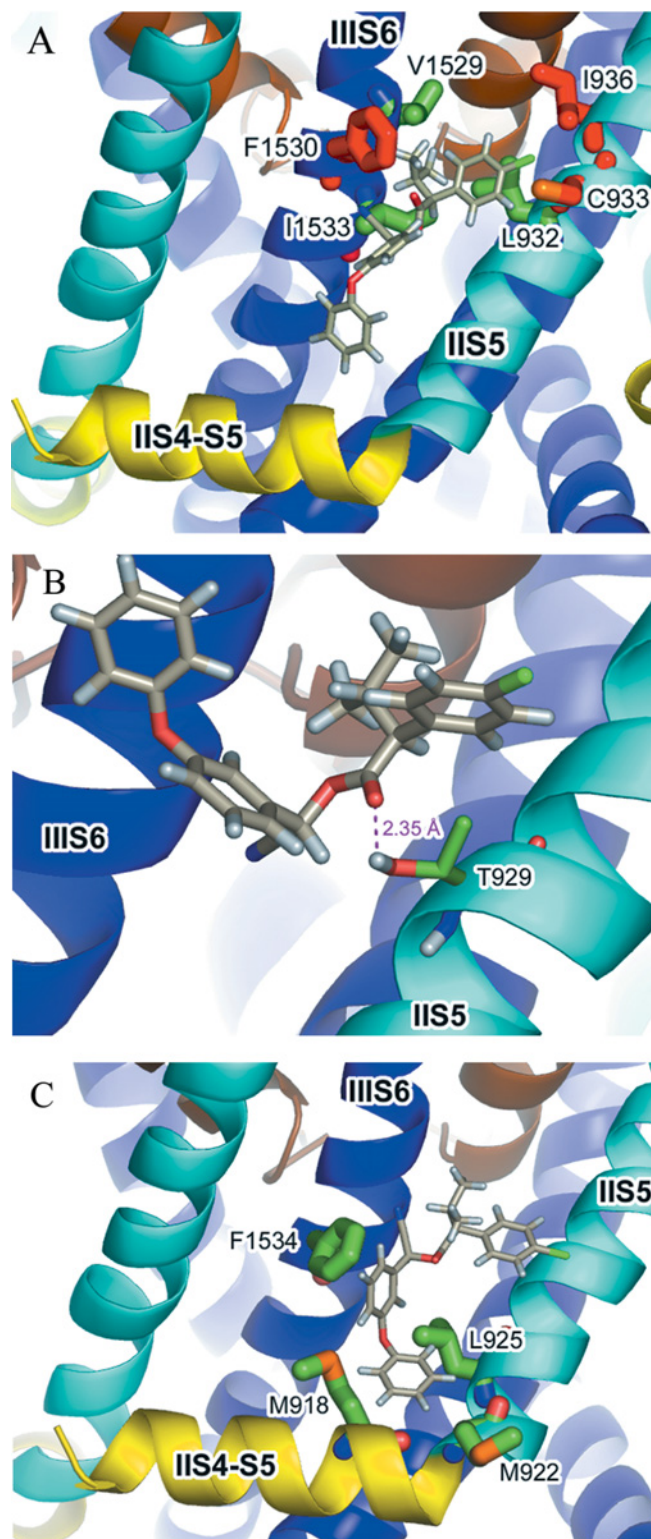 A
IIIS6
V1529
I936
F1530
I1533
C933
L932
IIS5
IIS4-S5
B
2.35 Å
IIIS6
T929
IIS5
C
IIIS6
IIS5
F1534
L925
M918
IIS4-S5
M922